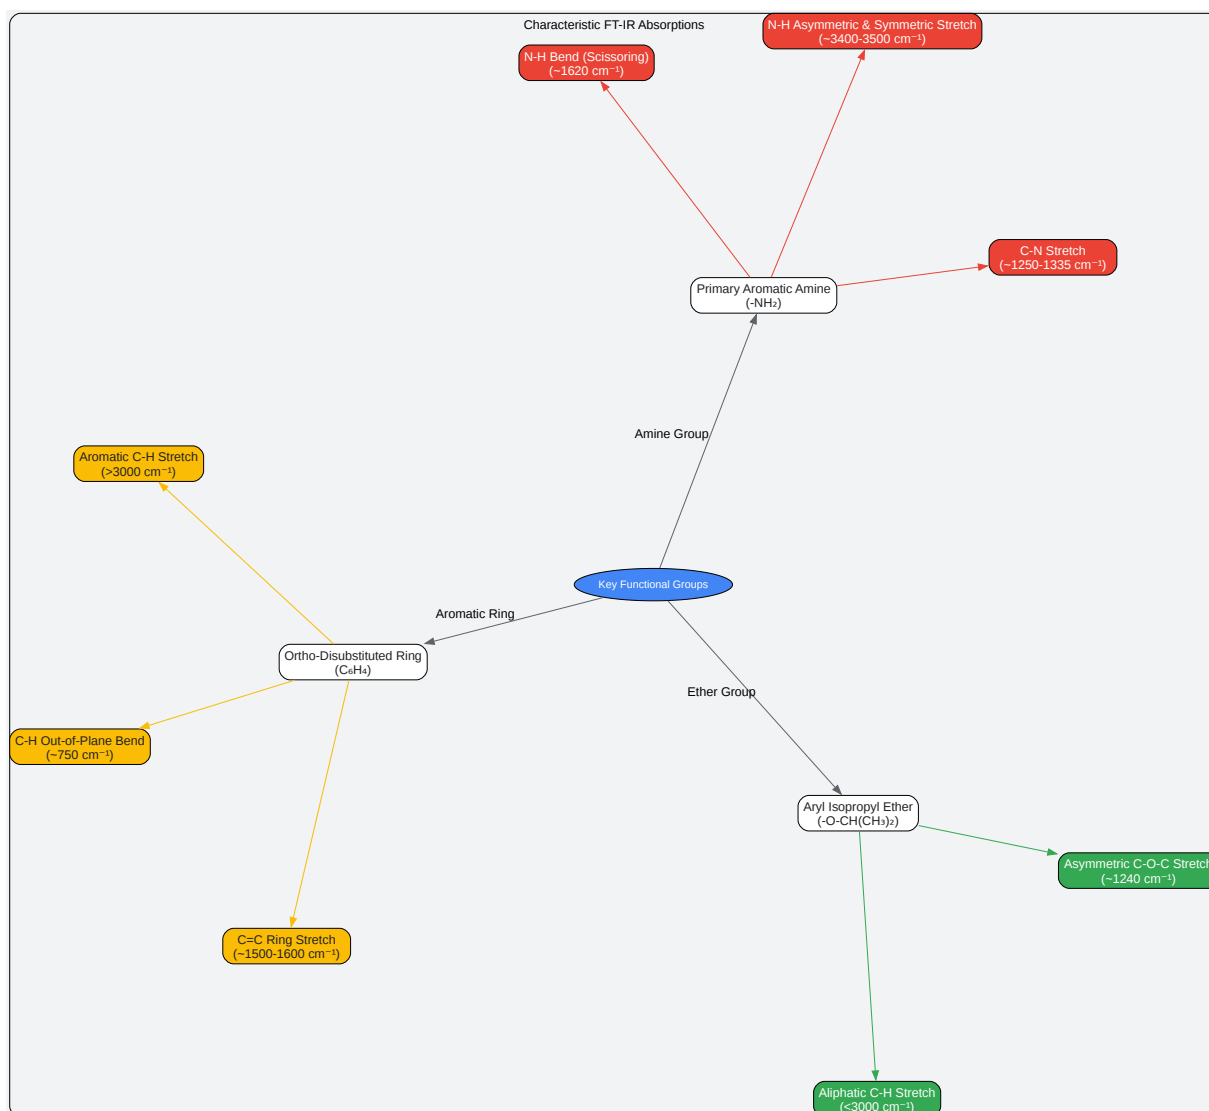 Characteristic FT-IR Absorptions
N-H Asymmetric & Symmetric Stretch
(~3400-3500 cm⁻¹)
N-H Bend (Scissoring)
(~1620 cm⁻¹)
C-N Stretch
(~1250-1335 cm⁻¹)
Primary Aromatic Amine
(-NH₂)
Amine Group
Aromatic C-H Stretch
(>3000 cm⁻¹)
Key Functional Groups
Aromatic Ring
Ortho-Disubstituted Ring
(C₆H₄)
Ether Group
C-H Out-of-Plane Bend
(~750 cm⁻¹)
Aryl Isopropyl Ether
(-O-CH(CH₃)₂)
Asymmetric C-O-C Stretch
(~1240 cm⁻¹)
C=C Ring Stretch
(~1500-1600 cm⁻¹)
Aliphatic C-H Stretch
(<3000 cm⁻¹)